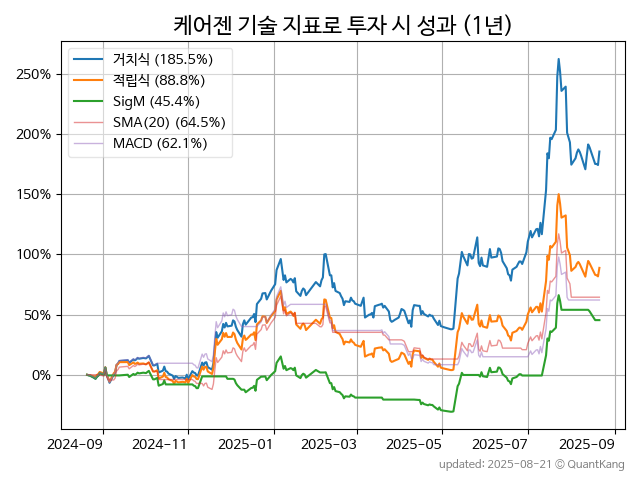 케어젠 기술 지표로 투자 시 성과 (1년)
거치식 (185.5%)
적립식 (88.8%)
SigM (45.4%)
SMA(20) (64.5%)
MACD (62.1%)
250%
200%
150%
100%
50%
0%
2024-09 2024-11 2025-01 2025-03 2025-05 2025-07 2025-09
updated: 2025-08-21 © QuantKang